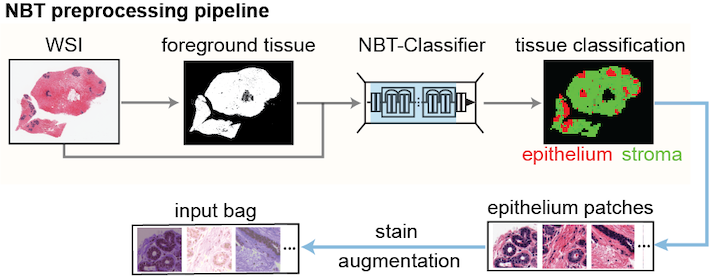 NBT preprocessing pipeline
WSI
foreground tissue
NBT-Classifier
tissue classification
epithelium stroma
input bag
stain
augmentation
epithelium patches
...
...